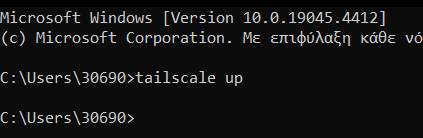 Microsoft Windows [Version 10.0.19045.4412]
(c) Microsoft Corporation. Με επιφύλαξη κάθε νό
C:\Users\30690>tailscale up
C:\Users\30690>